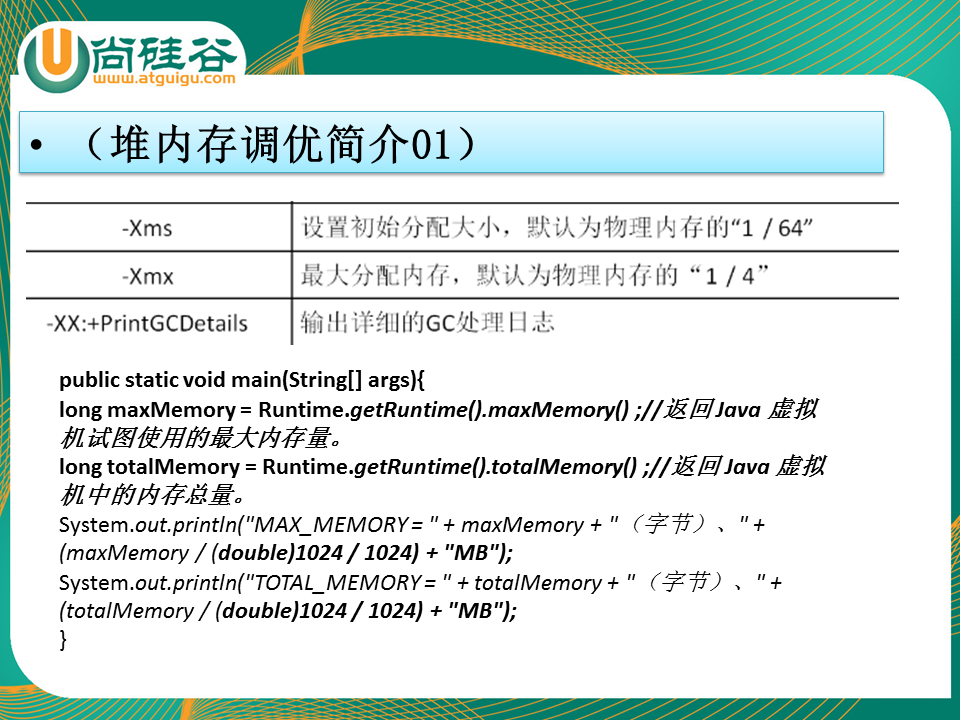 尚硅谷
www.atguigu.com
• （堆内存调优简介01）
-Xms 设置初始分配大小，默认为物理内存的“1 / 64”
-Xmx 最大分配内存，默认为物理内存的“1 / 4”
-XX:+PrintGCDetails 输出详细的GC处理日志
public static void main(String[] args){
long maxMemory = Runtime.getRuntime().maxMemory() ;//返回 Java 虚拟
机试图使用的最大内存量。
long totalMemory = Runtime.getRuntime().totalMemory() ;//返回 Java 虚拟
机中的内存总量。
System.out.println("MAX_MEMORY = " + maxMemory + "（字节）、" +
(maxMemory / (double)1024 / 1024) + "MB");
System.out.println("TOTAL_MEMORY = " + totalMemory + "（字节）、" +
(totalMemory / (double)1024 / 1024) + "MB");
}